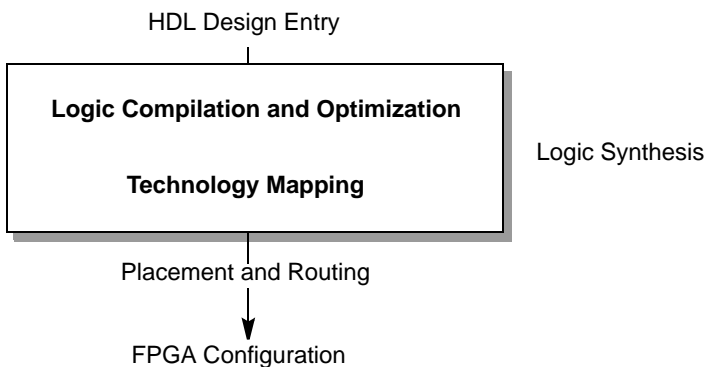 HDL Design Entry
Logic Compilation and Optimization
Logic Synthesis
Technology Mapping
Placement and Routing
FPGA Configuration